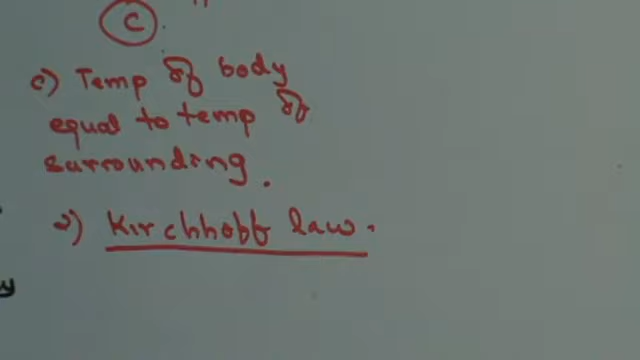 C
c) Temp of body
equal to temp of
surrounding.
2) Kirchhoff law.
y